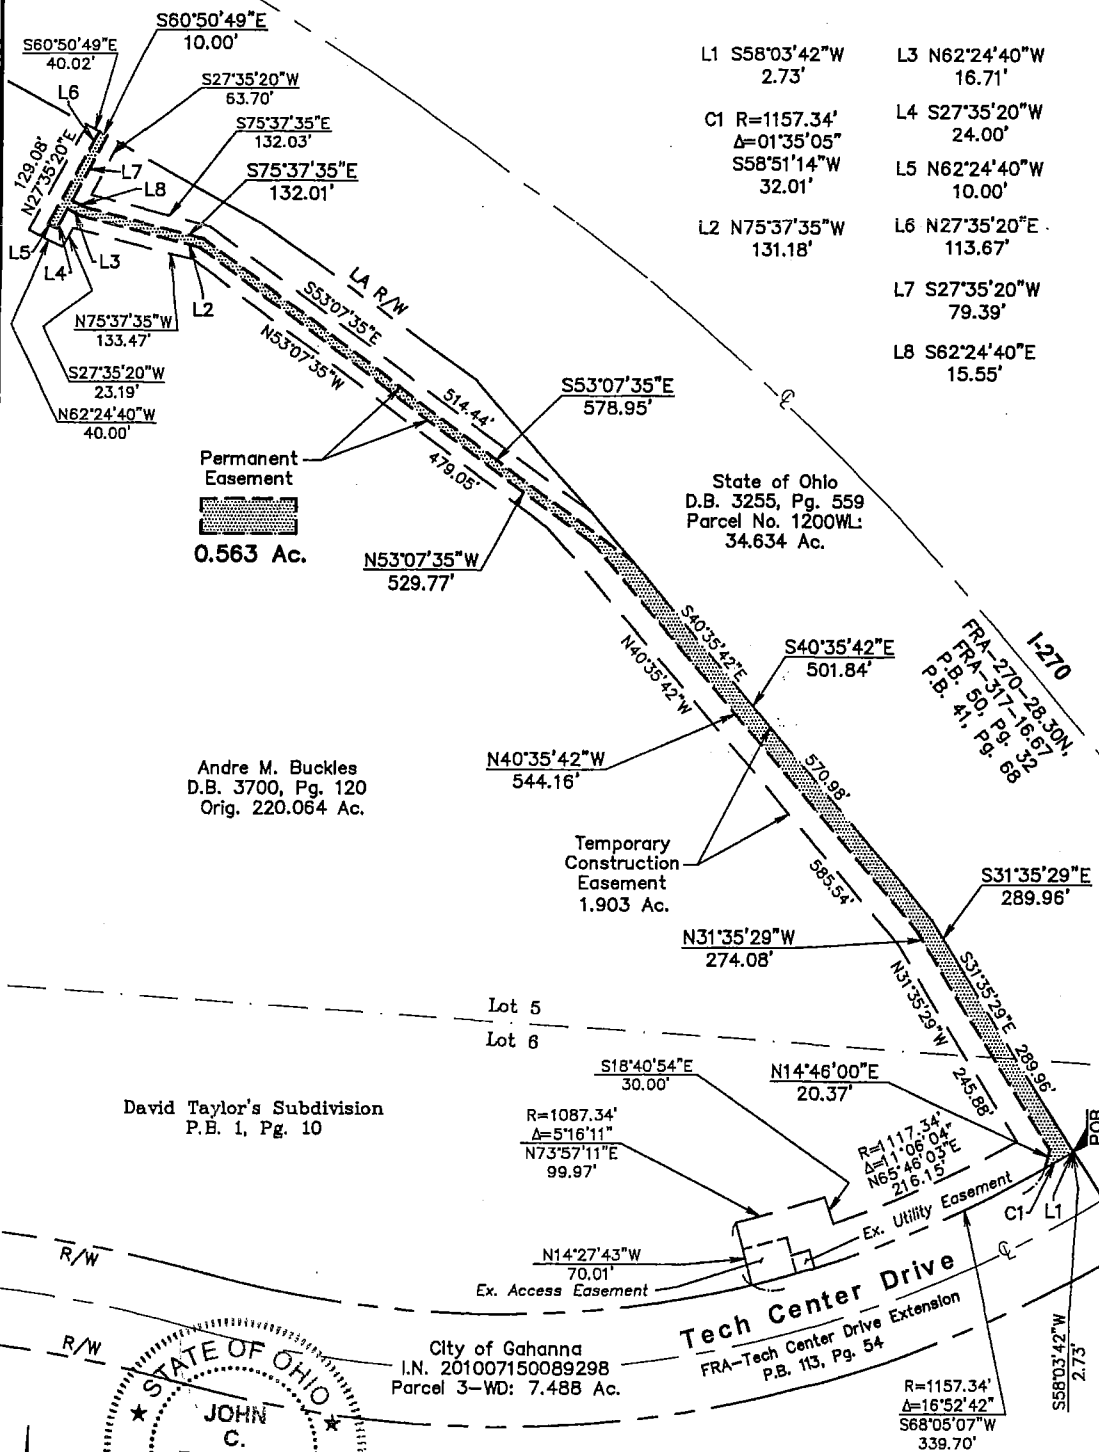 S60°50'49"E
10.00'
S60°50'49"E
40.02'
L6
S27°35'20"W
63.70'
S75°37'35"E
132.03'
S75°37'35"E
132.01'
129.08'
N27°35'20"E
L7
L8
L5
L4
L3
L2
N75°37'35"W
133.47'
S27°35'20"W
23.19'
N62°24'40"W
40.00'
L1 S58°03'42"W
2.73'
C1 R=1157.34'
Δ=01°35'05"
S58°51'14"W
32.01'
L2 N75°37'35"W
131.18'
L3 N62°24'40"W
16.71'
L4 S27°35'20"W
24.00'
L5 N62°24'40"W
10.00'
L6 N27°35'20"E
113.67'
L7 S27°35'20"W
79.39'
L8 S62°24'40"E
15.55'
LA R/W
S53°07'35"E
514.44'
N53°07'35"W
479.05'
S53°07'35"E
578.95'
Permanent
Easement
0.563 Ac.
N53°07'35"W
529.77'
State of Ohio
D.B. 3255, Pg. 559
Parcel No. 1200WL:
34.634 Ac.
I-270
FRA-270-28.30N,
FRA-317-16.67
P.B. 50, Pg. 32
P.B. 41, Pg. 68
S40°35'42"E
570.98'
N40°35'42"W
585.54'
S40°35'42"E
501.84'
N40°35'42"W
544.16'
Andre M. Buckles
D.B. 3700, Pg. 120
Orig. 220.064 Ac.
Temporary
Construction
Easement
1.903 Ac.
S31°35'29"E
289.96'
N31°35'29"W
274.08'
S31°35'29"E
289.96'
N31°35'29"W
245.88'
Lot 5
Lot 6
David Taylor's Subdivision
P.B. 1, Pg. 10
S18°40'54"E
30.00'
N14°46'00"E
20.37'
R=1087.34'
Δ=5°16'11"
N73°57'11"E
99.97'
R=1117.34'
Δ=11°06'04"
N65°46'03"E
216.15'
POB
C1
L1
Ex. Utility Easement
N14°27'43"W
70.01'
Ex. Access Easement
R/W
R/W
Tech Center Drive
FRA-Tech Center Drive Extension
P.B. 113, Pg. 54
City of Gahanna
I.N. 201007150089298
Parcel 3-WD: 7.488 Ac.
S58°03'42"W
2.73'
R=1157.34'
Δ=16°52'42"
S68°05'07"W
339.70'
STATE OF OHIO
JOHN
C.